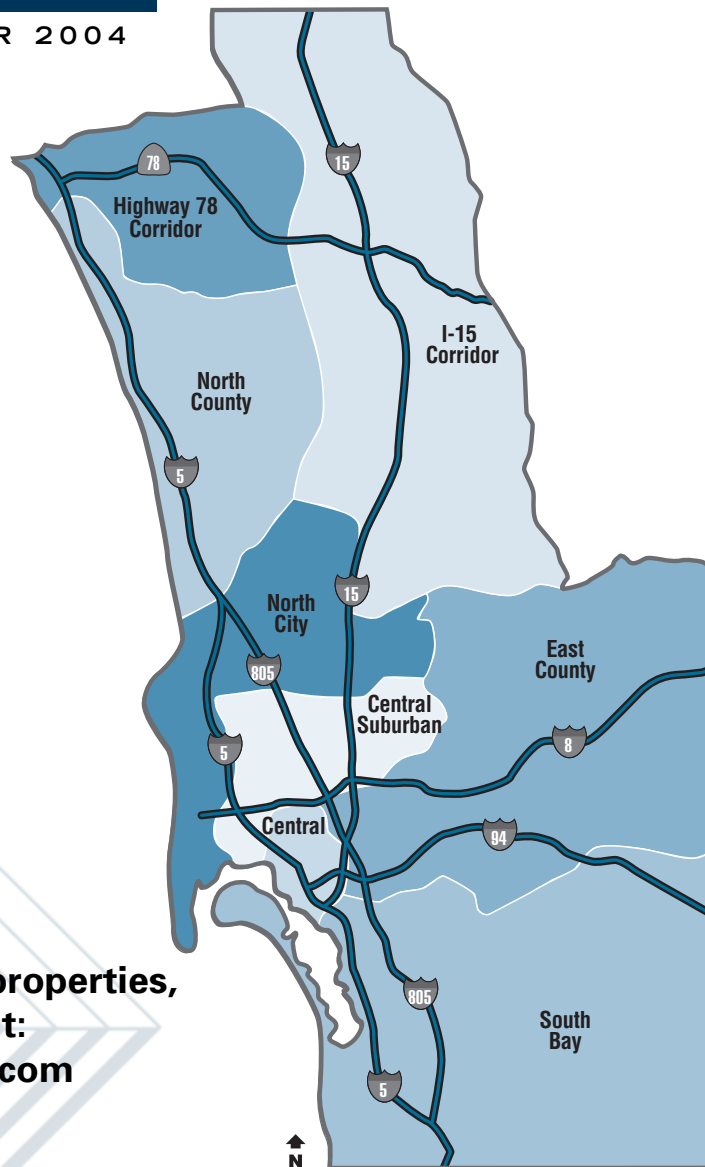 R 2004
78
15
Highway 78
Corridor
I-15
Corridor
North
County
5
15
North
City
805
East
County
Central
Suburban
5
8
Central
94
properties,
t:
com
805
South
Bay
5
N